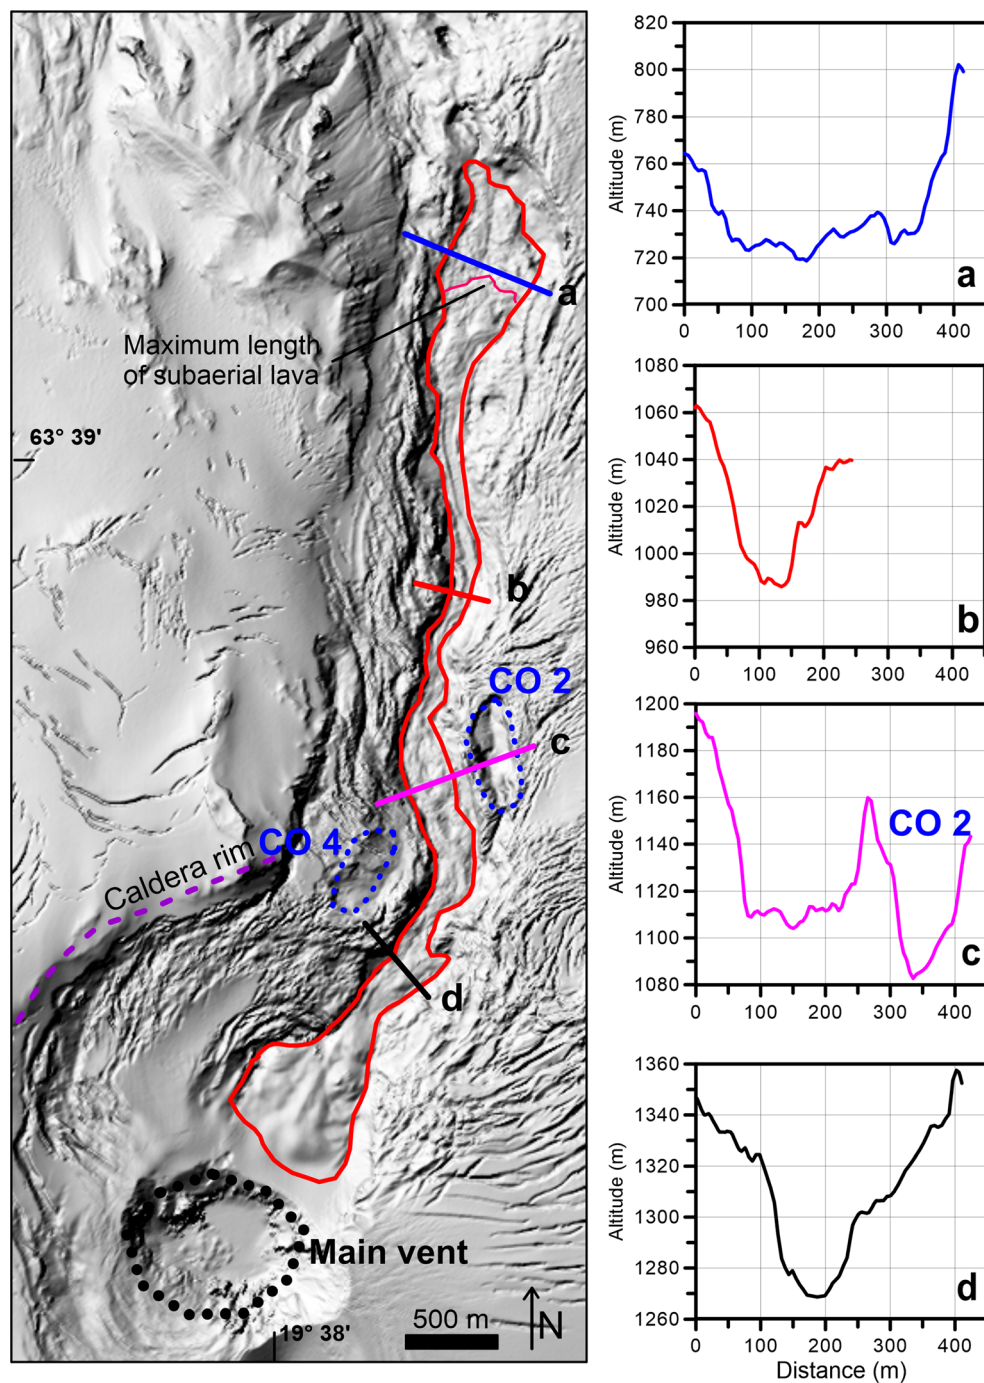 Maximum length
of subaerial lava
63° 39'
a
b
CO 2
c
CO 4
Caldera rim
d
Main vent
500 m
N
19° 38'
820
800
780
760
740
720
700
Altitude (m)
0 100 200 300 400
a
1080
1060
1040
1020
1000
980
960
Altitude (m)
0 100 200 300 400
b
1200
1180
1160
1140
1120
1100
1080
Altitude (m)
0 100 200 300 400
CO 2
c
1360
1340
1320
1300
1280
1260
Altitude (m)
0 100 200 300 400
Distance (m)
d